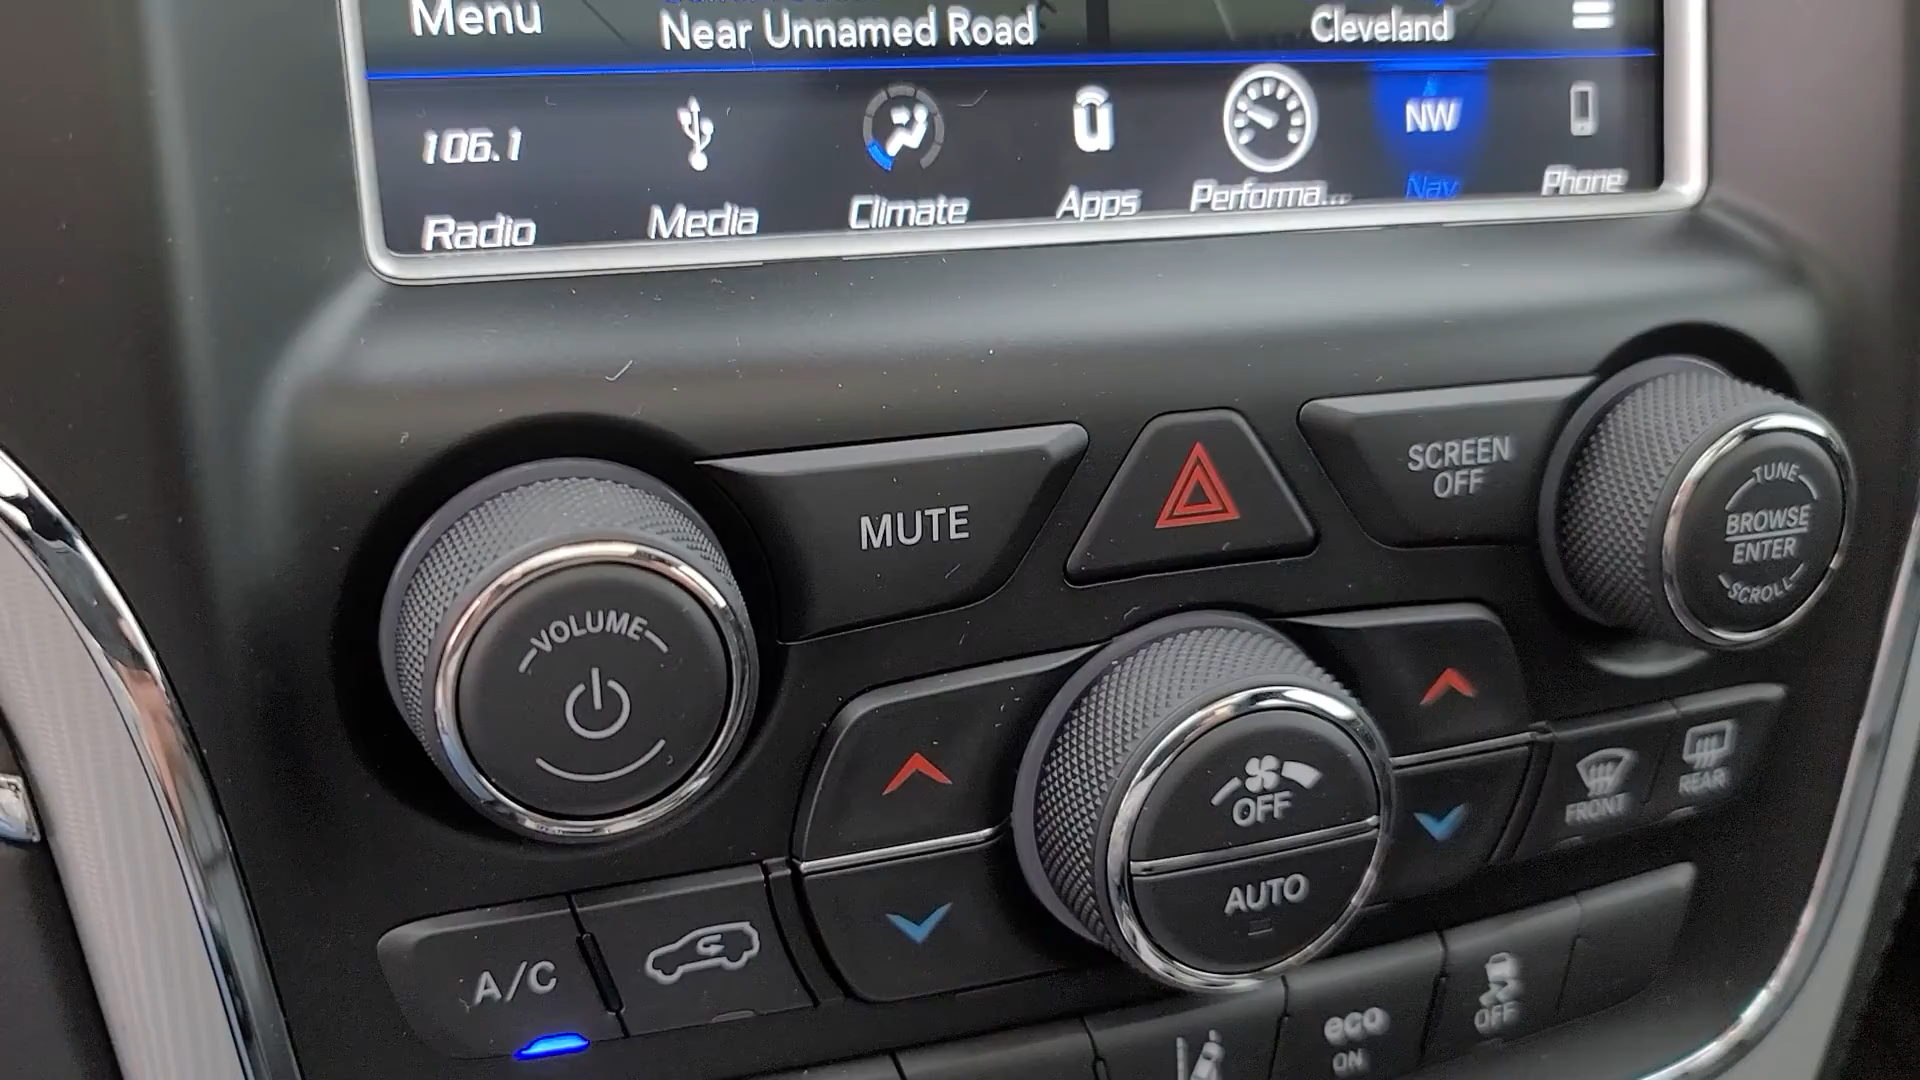 Menu
Near Unnamed Road
Cleveland
106.1
NW
Radio
Media
Climate
Apps
Performa...
Nav
Phone
MUTE
SCREEN
OFF
TUNE
BROWSE
ENTER
SCROLL
VOLUME
OFF
AUTO
FRONT
REAR
A/C
eco
ON
OFF